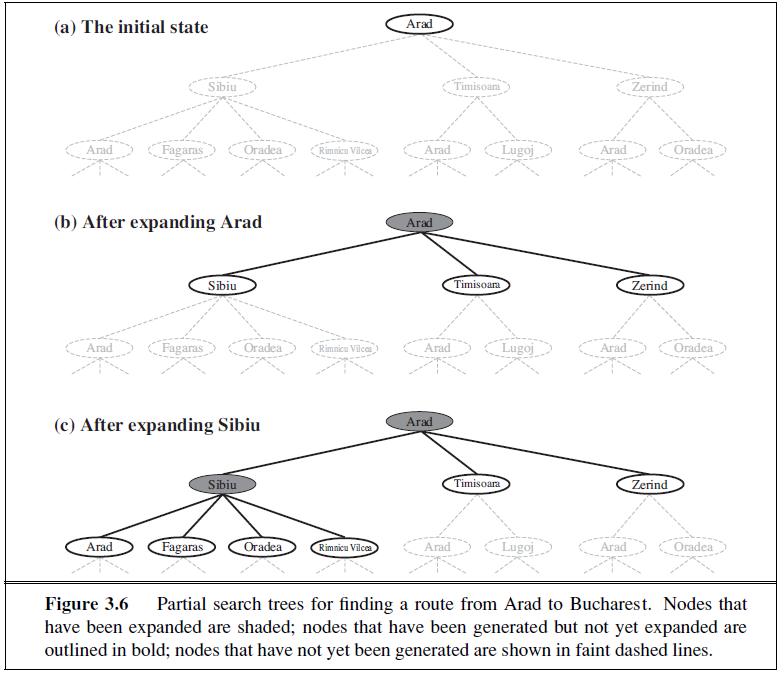 (a) The initial state
Arad
Sibiu
Timisoara
Zerind
Arad
Fagaras
Oradea
Rimnicu Vilcea
Arad
Lugoj
Arad
Oradea
(b) After expanding Arad
Arad
Sibiu
Timisoara
Zerind
Arad
Fagaras
Oradea
Rimnicu Vilcea
Arad
Lugoj
Arad
Oradea
(c) After expanding Sibiu
Arad
Sibiu
Timisoara
Zerind
Arad
Fagaras
Oradea
Rimnicu Vilcea
Arad
Lugoj
Arad
Oradea
Figure 3.6 Partial search trees for finding a route from Arad to Bucharest. Nodes that
have been expanded are shaded; nodes that have been generated but not yet expanded are
outlined in bold; nodes that have not yet been generated are shown in faint dashed lines.